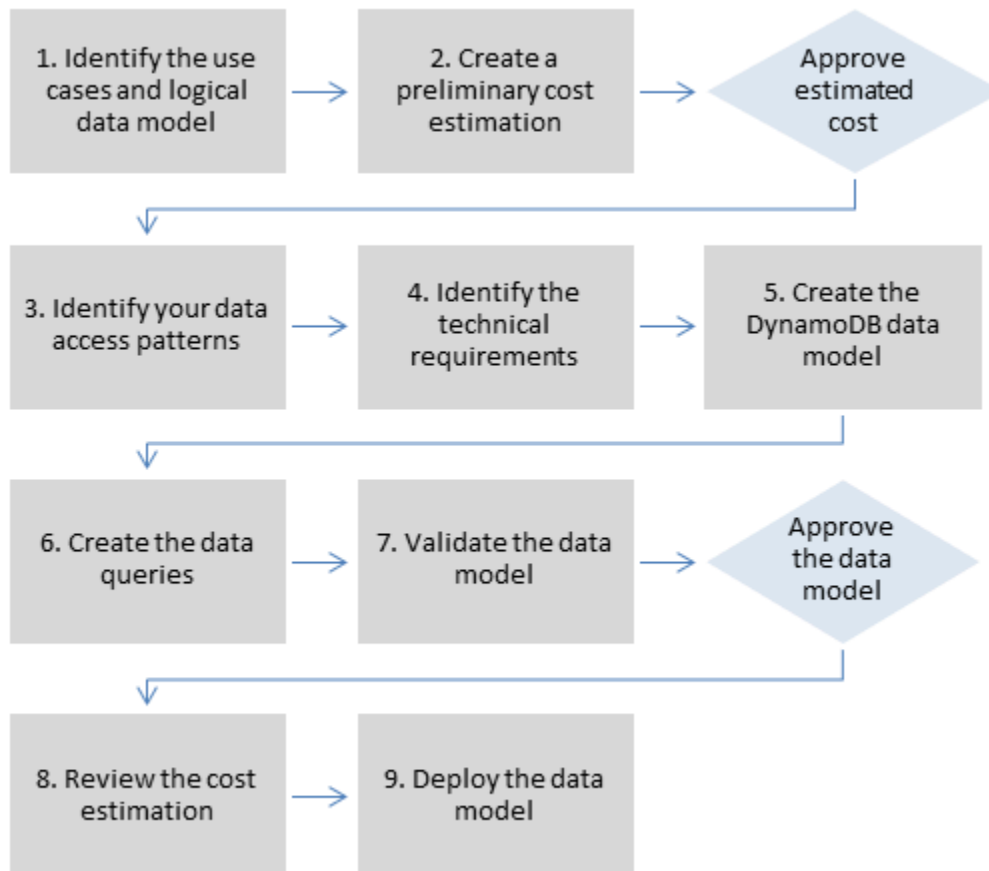 1. Identify the use
cases and logical
data model
2. Create a
preliminary cost
estimation
Approve
estimated
cost
3. Identify your data
access patterns
4. Identify the
technical
requirements
5. Create the
DynamoDB data
model
6. Create the data
queries
7. Validate the data
model
Approve
the data
model
8. Review the cost
estimation
9. Deploy the data
model